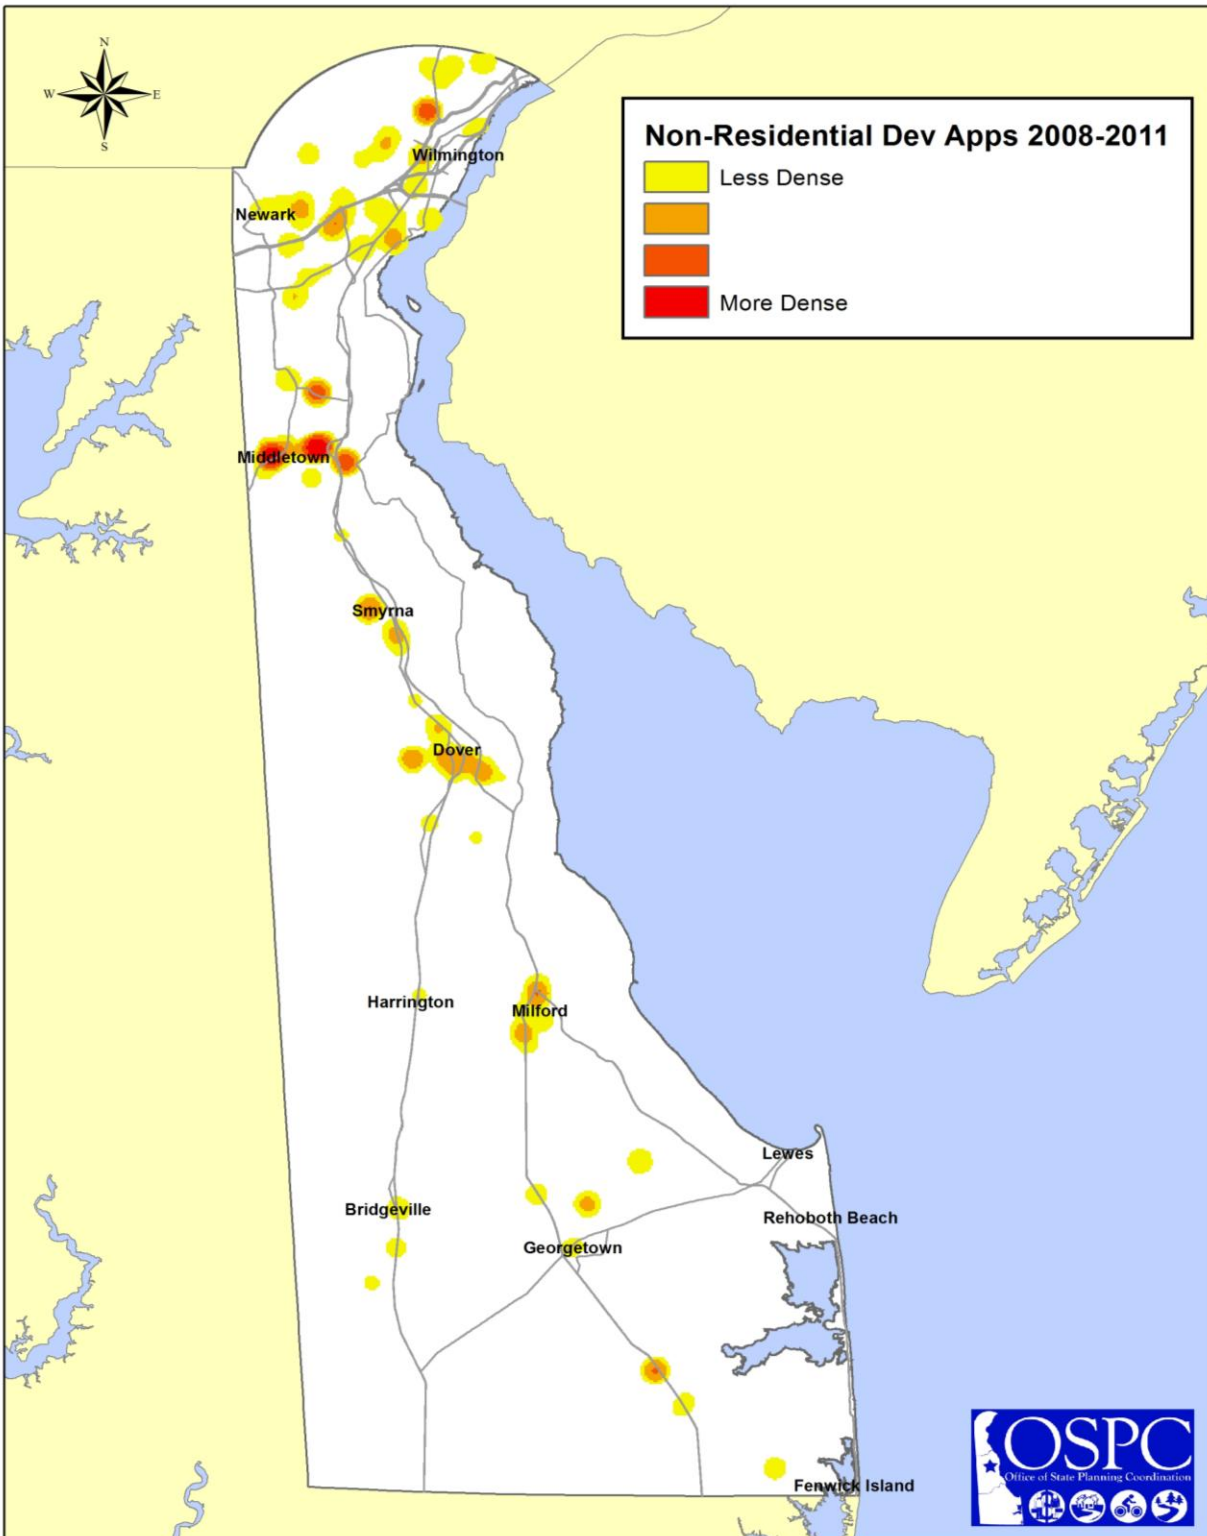 N
W E
S
Non-Residential Dev Apps 2008-2011
Less Dense
More Dense
Wilmington
Newark
Middletown
Smyrna
Dover
Harrington
Milford
Lewes
Bridgeville
Rehoboth Beach
Georgetown
Fenwick Island
OSPC
Office of State Planning Coordination